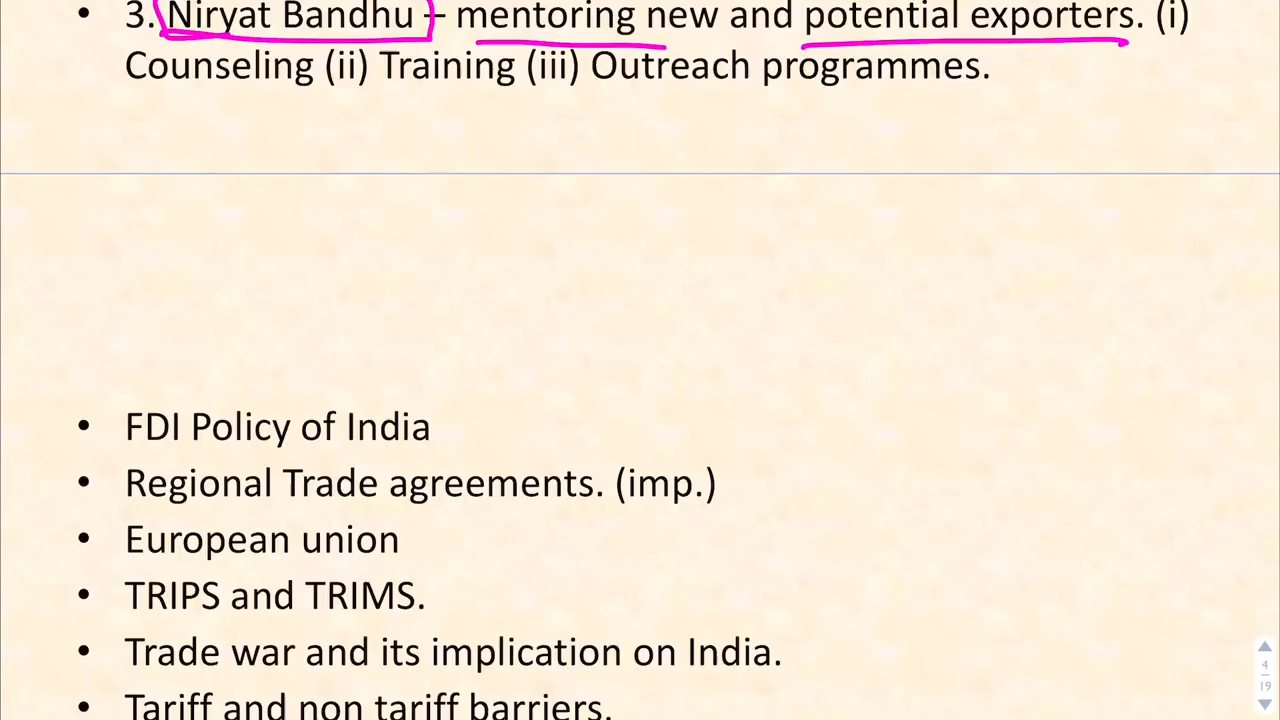 • 3. Niryat Bandhu – mentoring new and potential exporters. (i)
Counseling (ii) Training (iii) Outreach programmes.
• FDI Policy of India
• Regional Trade agreements. (imp.)
• European union
• TRIPS and TRIMS.
• Trade war and its implication on India.
• Tariff and non tariff barriers.
4
19